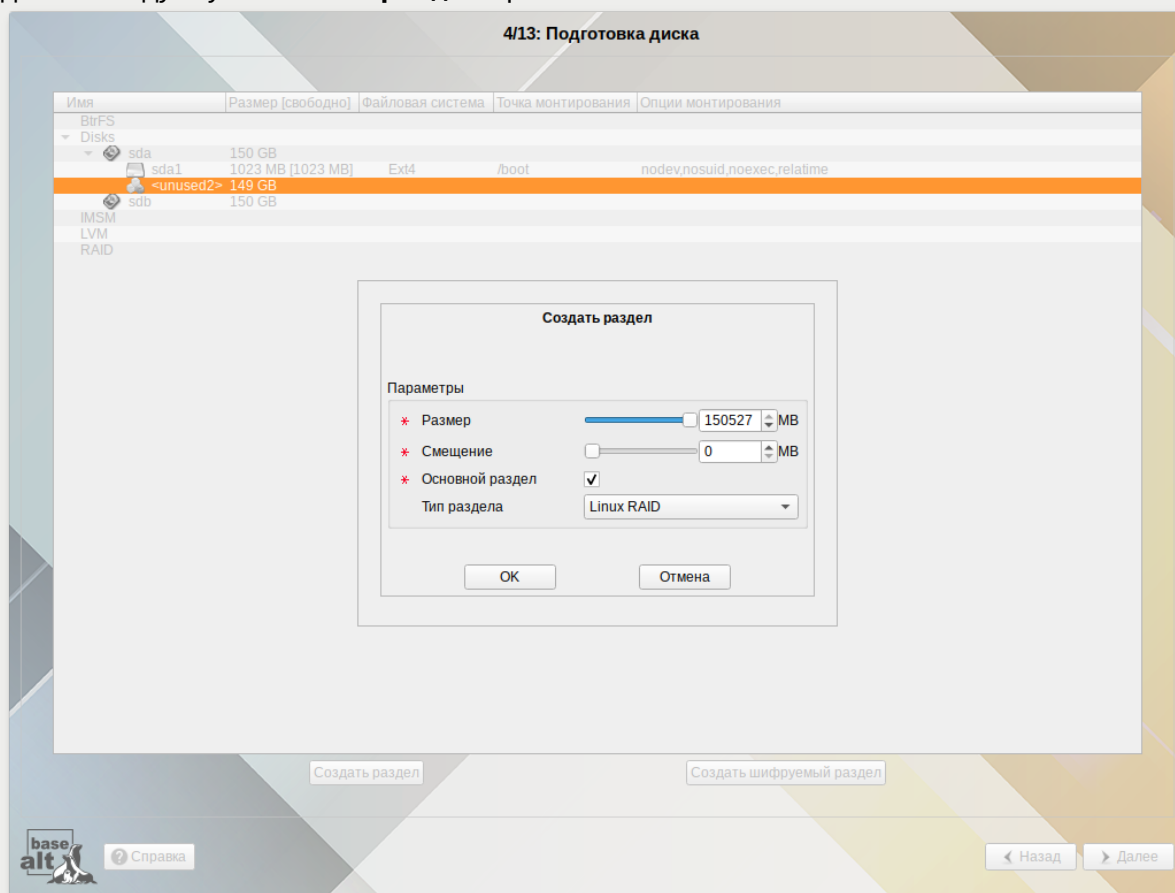 4/13: Подготовка диска
Имя Размер [свободно] Файловая система Точка монтирования Опции монтирования
BtrFS
Disks
sda 150 GB
sda1 1023 MB [1023 MB] Ext4 /boot nodev,nosuid,noexec,relatime
<unused2> 149 GB
sdb 150 GB
IMSM
LVM
RAID
Создать раздел
Параметры
* Размер 150527 MB
* Смещение 0 MB
* Основной раздел
Тип раздела Linux RAID
OK Отмена
Создать раздел Создать шифруемый раздел
base
alt
Справка Назад Далее